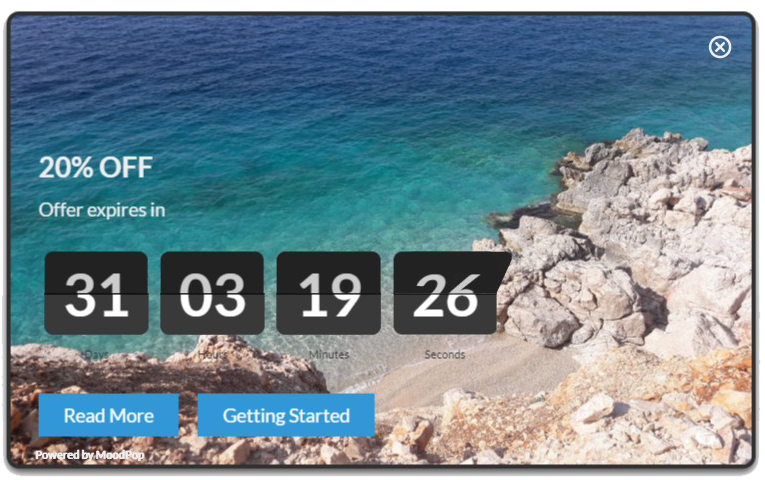 20% OFF
Offer expires in
31 03 19 26
Days Hours Minutes Seconds
Read More Getting Started
Powered by MoodPop